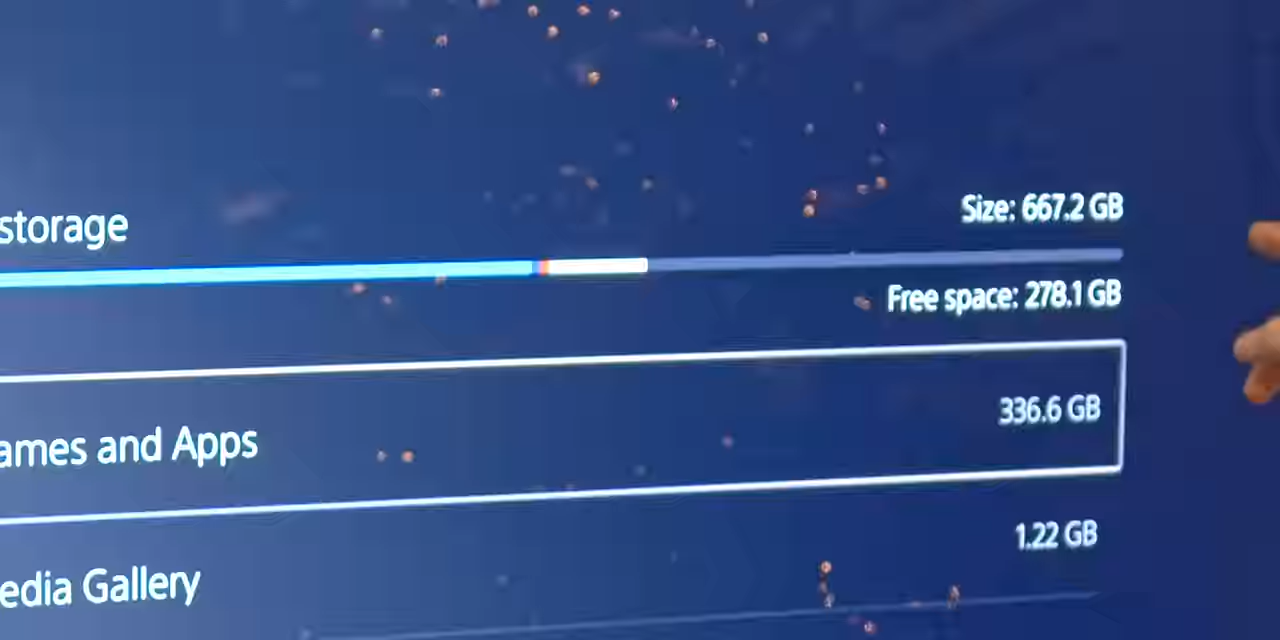 storage
Size: 667.2 GB
Free space: 278.1 GB
ames and Apps
336.6 GB
edia Gallery
1.22 GB